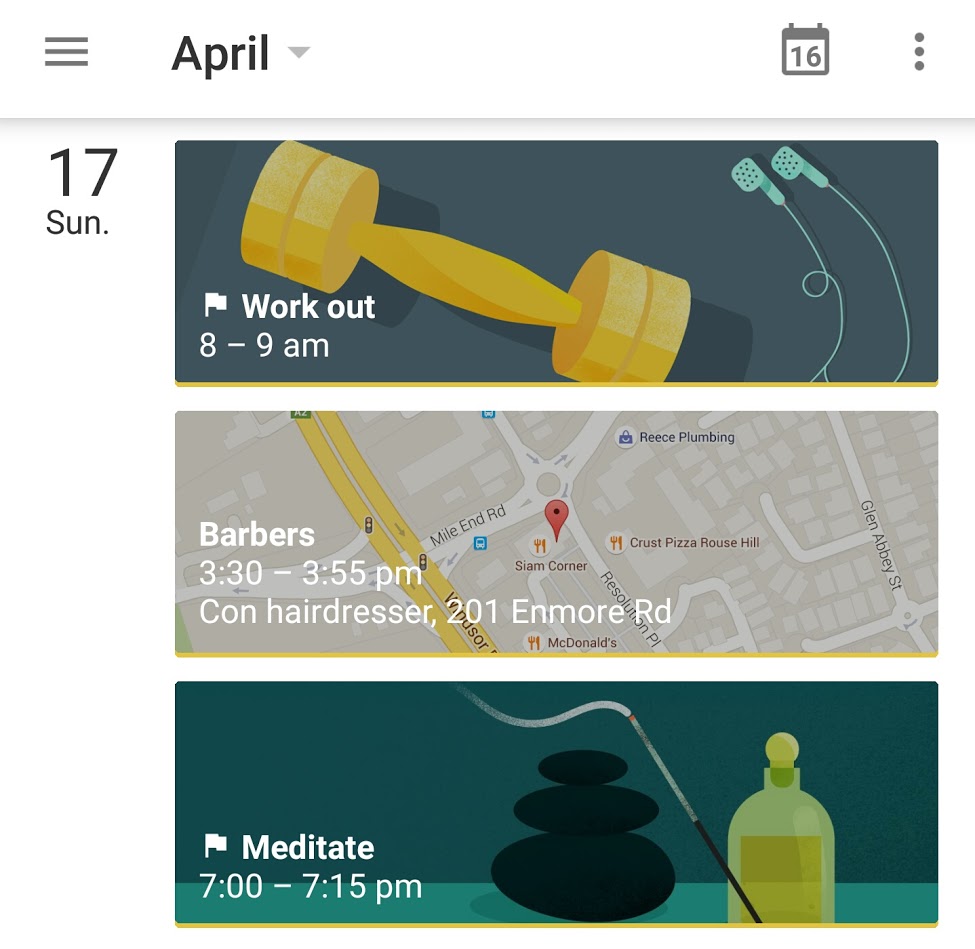 April
16
17
Sun.
Work out
8 – 9 am
A2
Reece Plumbing
Mile End Rd
Glen Abbey St
Crust Pizza Rouse Hill
Siam Corner
Resolution Pl
Windsor
McDonald's
Barbers
3:30 – 3:55 pm
Con hairdresser, 201 Enmore Rd
Meditate
7:00 – 7:15 pm